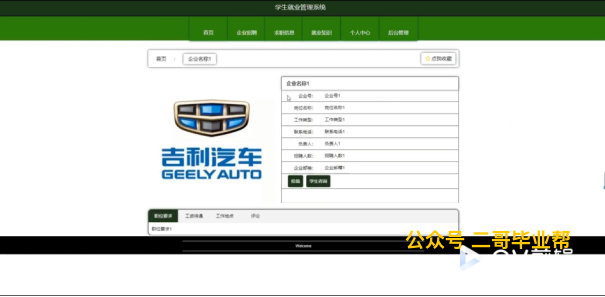 学生就业管理系统
首页 企业招聘 求职信息 就业知识 个人中心 后台管理
首页 企业名称1 点我收藏
企业名称1
企业号: 企业号1
岗位名称: 岗位名称1
工作类型: 工作类型1
联系电话: 联系电话1
负责人: 负责人1
招聘人数: 招聘人数1
企业邮箱: 企业邮箱1
学生咨询
吉利汽车
GEELY AUTO
职位要求 工资待遇 工作地点 评论
职位要求1
公众号 二哥毕业帮
Welcome